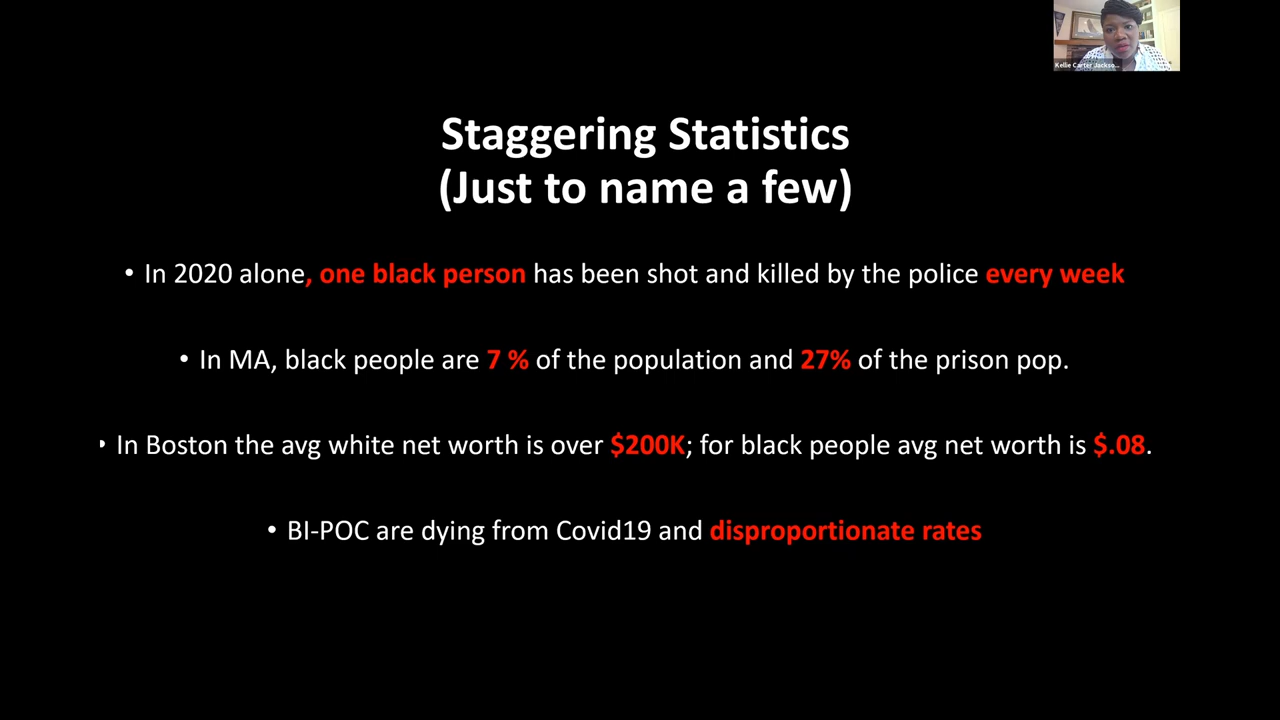 Kellie Carter Jackso...
Staggering Statistics
(Just to name a few)
• In 2020 alone, one black person has been shot and killed by the police every week
• In MA, black people are 7 % of the population and 27% of the prison pop.
• In Boston the avg white net worth is over $200K; for black people avg net worth is $.08.
• BI-POC are dying from Covid19 and disproportionate rates